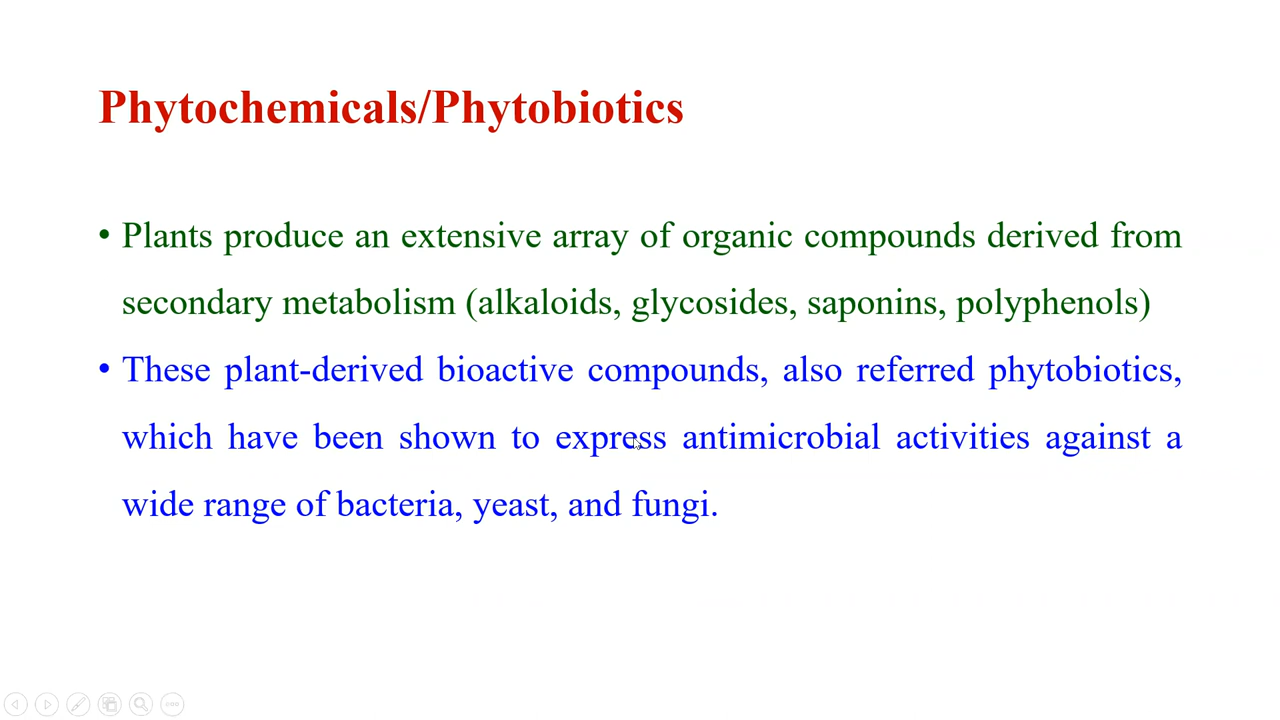 Phytochemicals/Phytobiotics
• Plants produce an extensive array of organic compounds derived from
secondary metabolism (alkaloids, glycosides, saponins, polyphenols)
• These plant-derived bioactive compounds, also referred phytobiotics,
which have been shown to express antimicrobial activities against a
wide range of bacteria, yeast, and fungi.